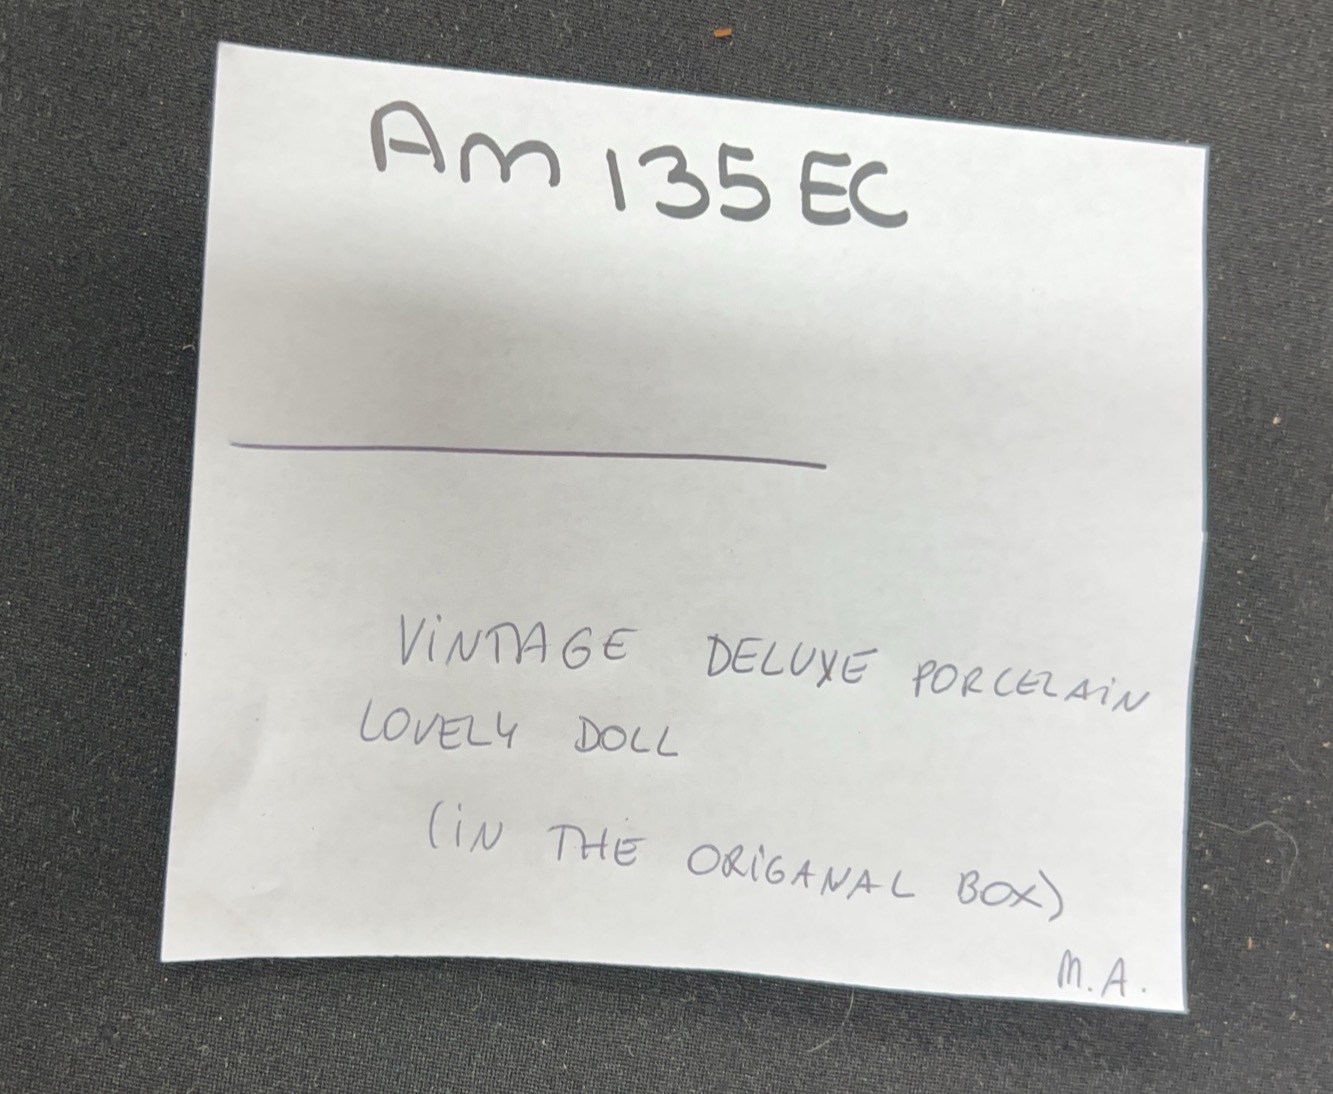 Am 135 EC
ViNTAGE DELUXE PORCELAiN
LOVELY DOLL
(iN THE ORiGANAL BOX)
M.A.